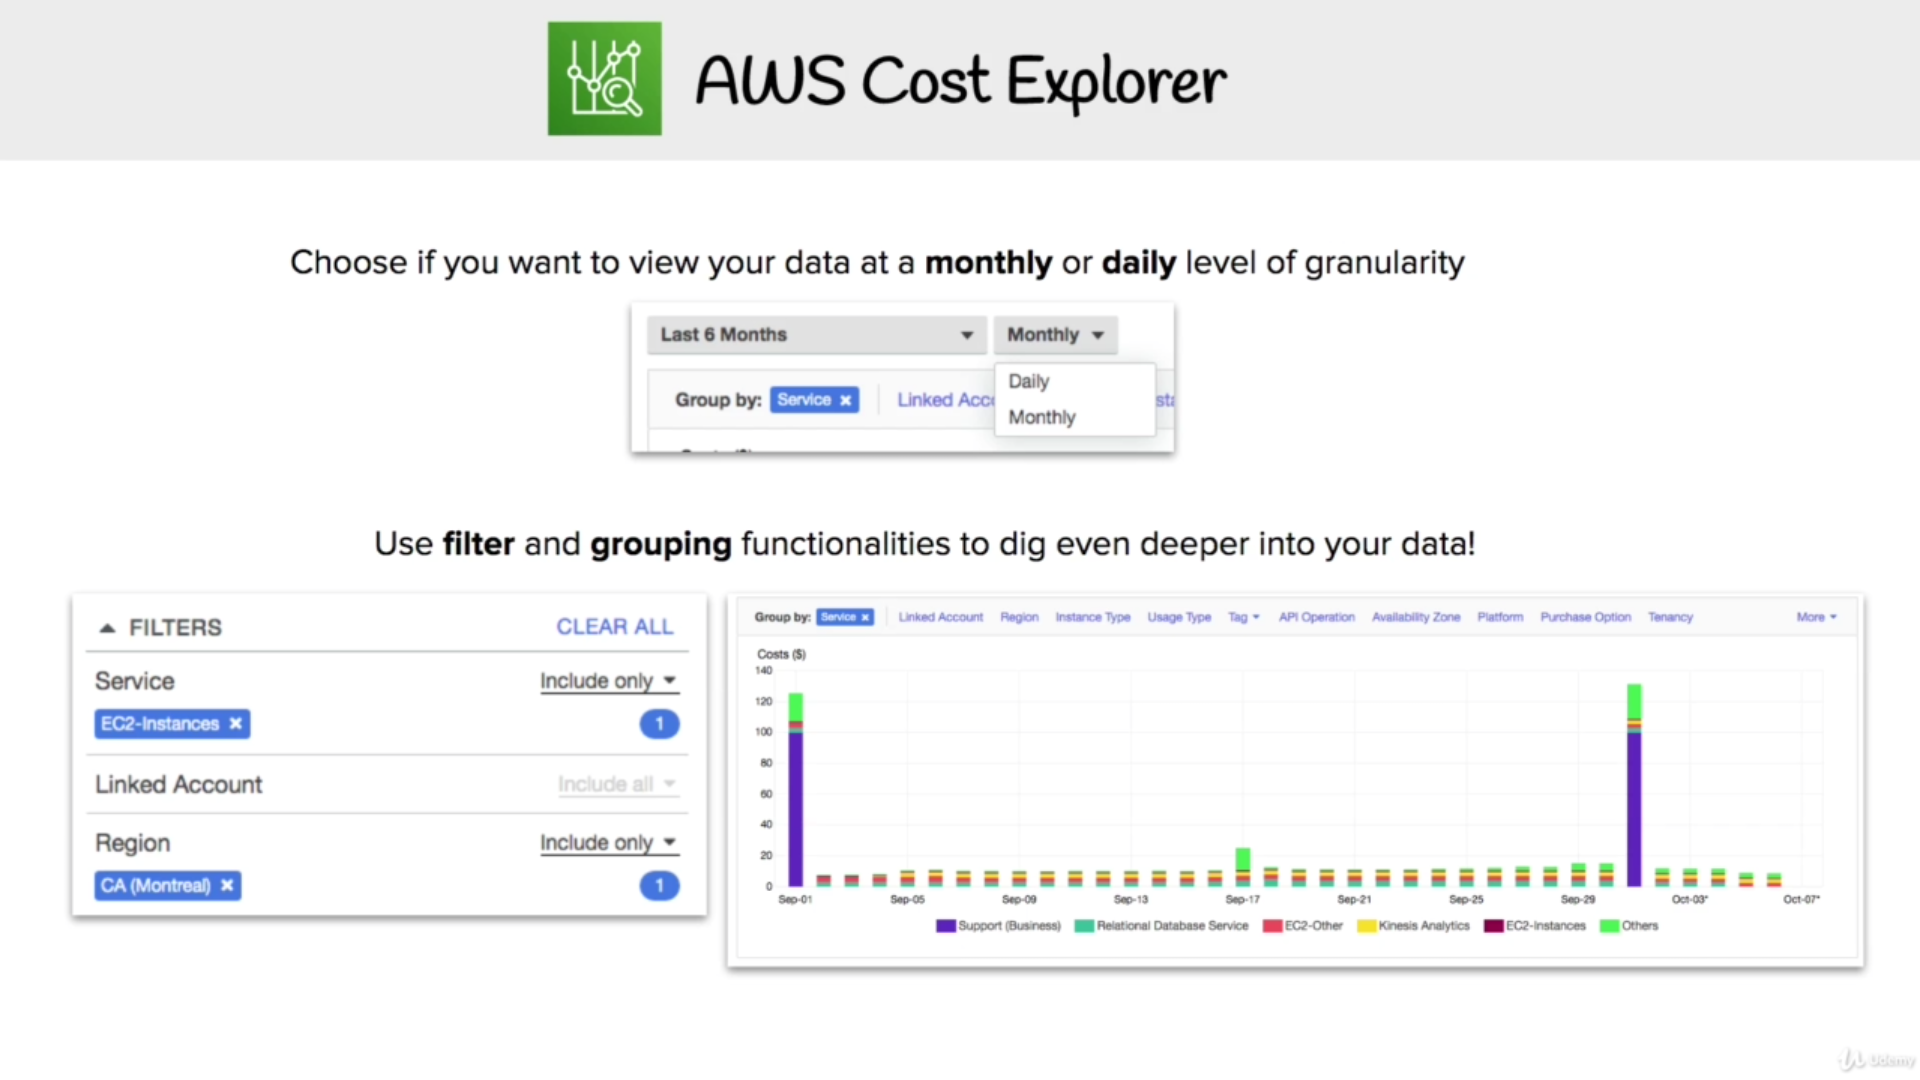 AWS Cost Explorer
Choose if you want to view your data at a monthly or daily level of granularity
Last 6 Months
Monthly
Daily
Monthly
Group by: Service × Linked Acc
Use filter and grouping functionalities to dig even deeper into your data!
FILTERS CLEAR ALL
Service Include only
EC2-Instances × 1
Linked Account Include all
Region Include only
CA (Montreal) × 1
Group by: Service × Linked Account Region Instance Type Usage Type Tag API Operation Availability Zone Platform Purchase Option Tenancy More
Costs ($)
140
120
100
80
60
40
20
0
Sep-01 Sep-05 Sep-09 Sep-13 Sep-17 Sep-21 Sep-25 Sep-29 Oct-03* Oct-07*
Support (Business) Relational Database Service EC2-Other Kinesis Analytics EC2-Instances Others
Udemy